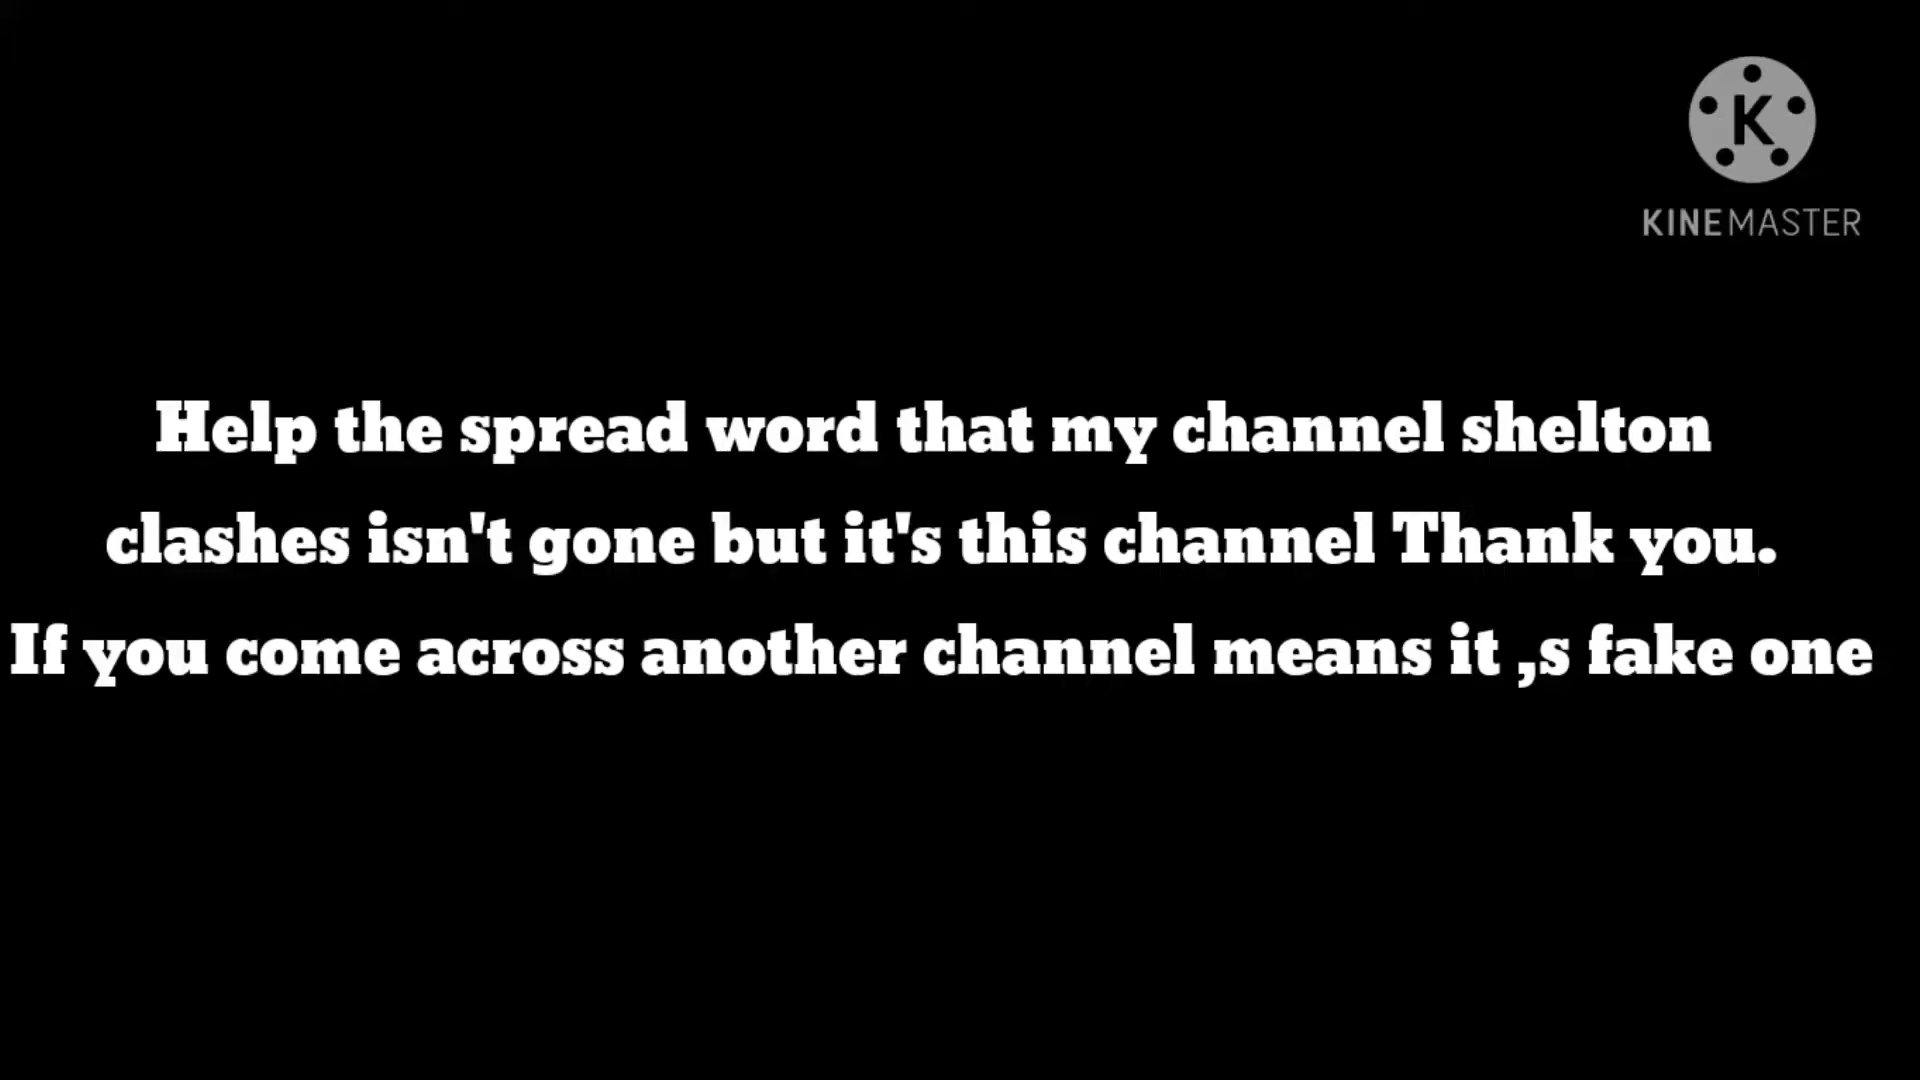 K
KINEMASTER
Help the spread word that my channel shelton
clashes isn't gone but it's this channel Thank you.
If you come across another channel means it ,s fake one